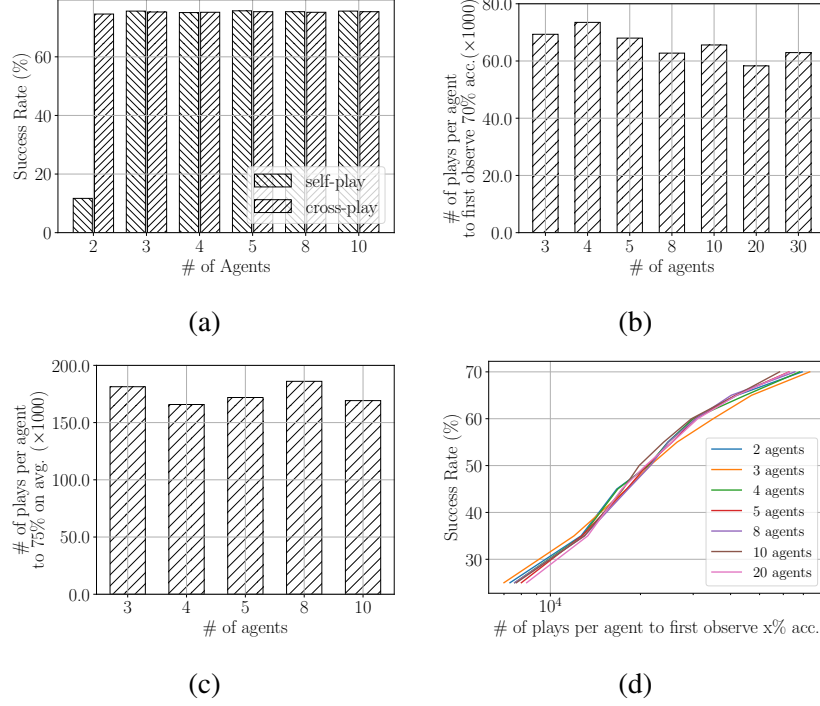 Success Rate (%)
60
40
20
0
2
3
4
5
8
10
# of Agents
self-play
cross-play
(a)
# of plays per agent
to first observe 70% acc.(×1000)
80.0
60.0
40.0
20.0
0.0
3
4
5
8
10
20
30
# of agents
(b)
# of plays per agent
to 75% on avg. (×1000)
200.0
150.0
100.0
50.0
0.0
3
4
5
8
10
# of agents
(c)
Success Rate (%)
70
60
50
40
30
2 agents
3 agents
4 agents
5 agents
8 agents
10 agents
20 agents
10⁴
# of plays per agent to first observe x% acc.
(d)